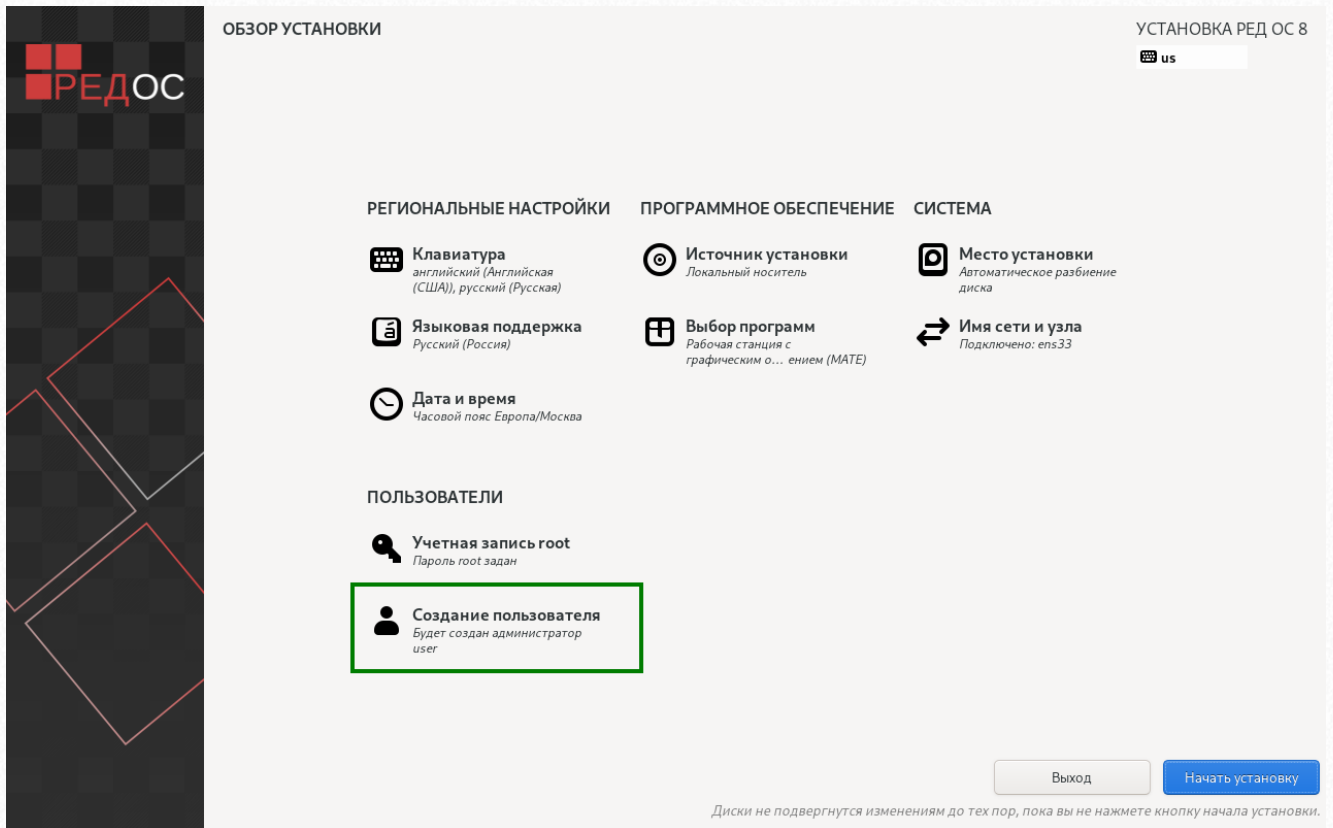 РЕДОС
ОБЗОР УСТАНОВКИ
УСТАНОВКА РЕД ОС 8
us
РЕГИОНАЛЬНЫЕ НАСТРОЙКИ
Клавиатура
английский (Английская
(США)), русский (Русская)
Языковая поддержка
Русский (Россия)
Дата и время
Часовой пояс Европа/Москва
ПРОГРАММНОЕ ОБЕСПЕЧЕНИЕ
Источник установки
Локальный носитель
Выбор программ
Рабочая станция с
графическим о... ением (MATE)
СИСТЕМА
Место установки
Автоматическое разбиение
диска
Имя сети и узла
Подключено: ens33
ПОЛЬЗОВАТЕЛИ
Учетная запись root
Пароль root задан
Создание пользователя
Будет создан администратор
user
Выход
Начать установку
Диски не подвергнутся изменениям до тех пор, пока вы не нажмете кнопку начала установки.